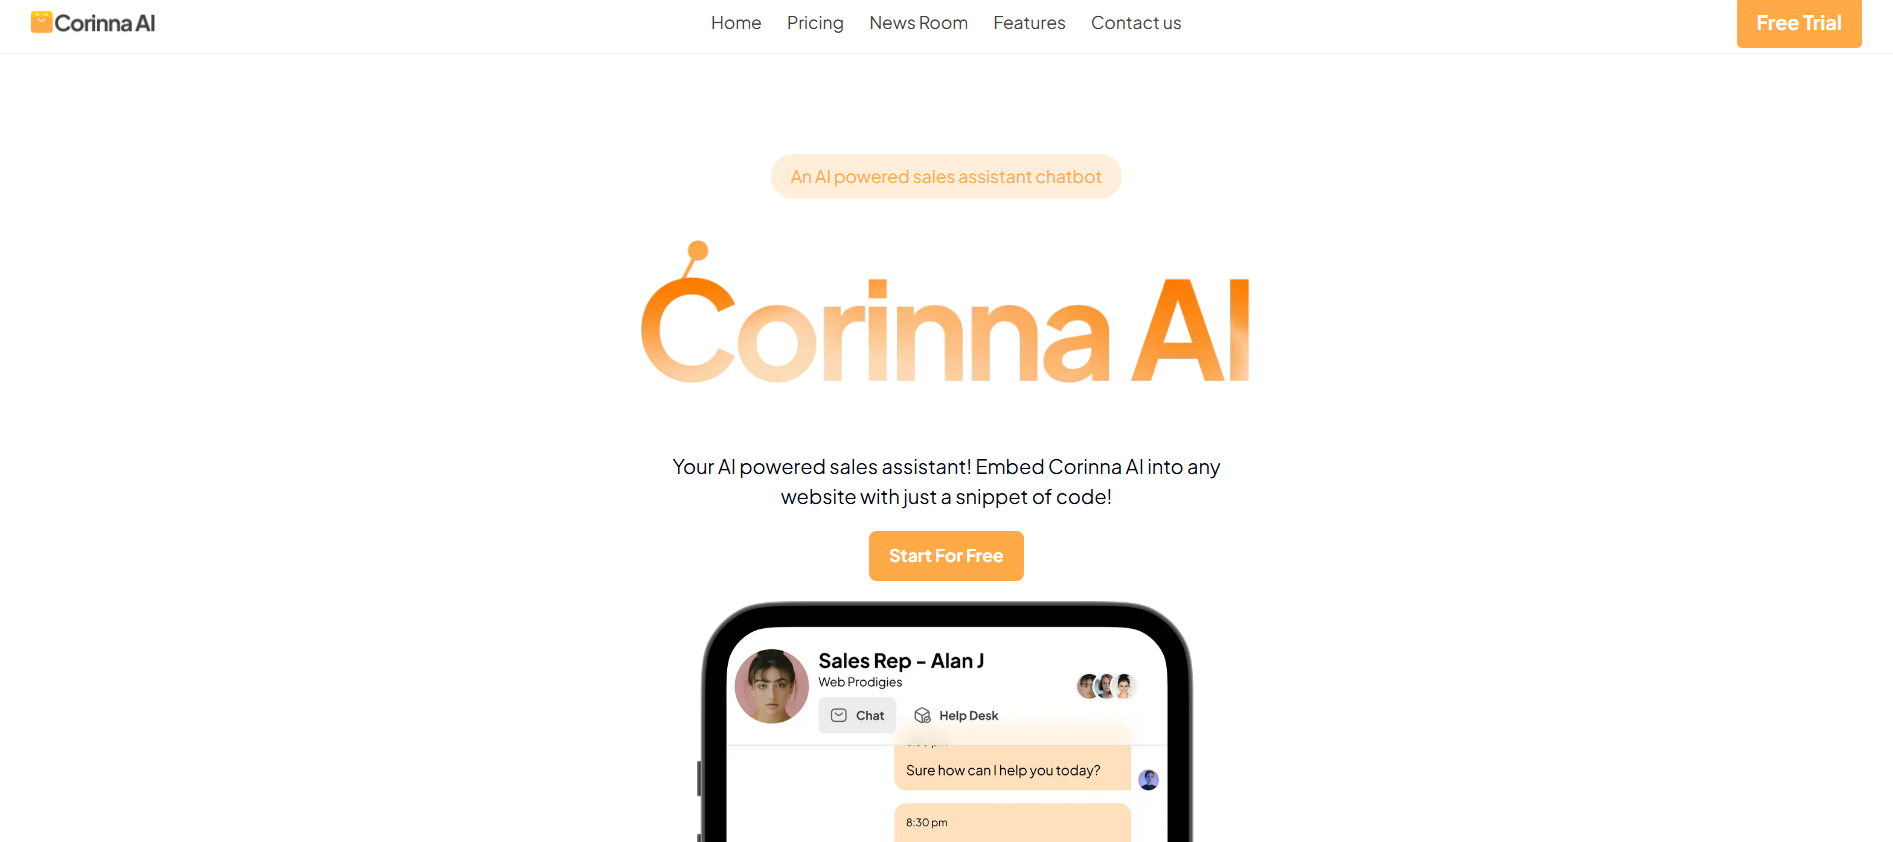 Corinna AI
Home Pricing News Room Features Contact us
Free Trial
An AI powered sales assistant chatbot
Corinna AI
Your AI powered sales assistant! Embed Corinna AI into any
website with just a snippet of code!
Start For Free
Sales Rep - Alan J
Web Prodigies
Chat Help Desk
Sure how can I help you today?
8:30 pm